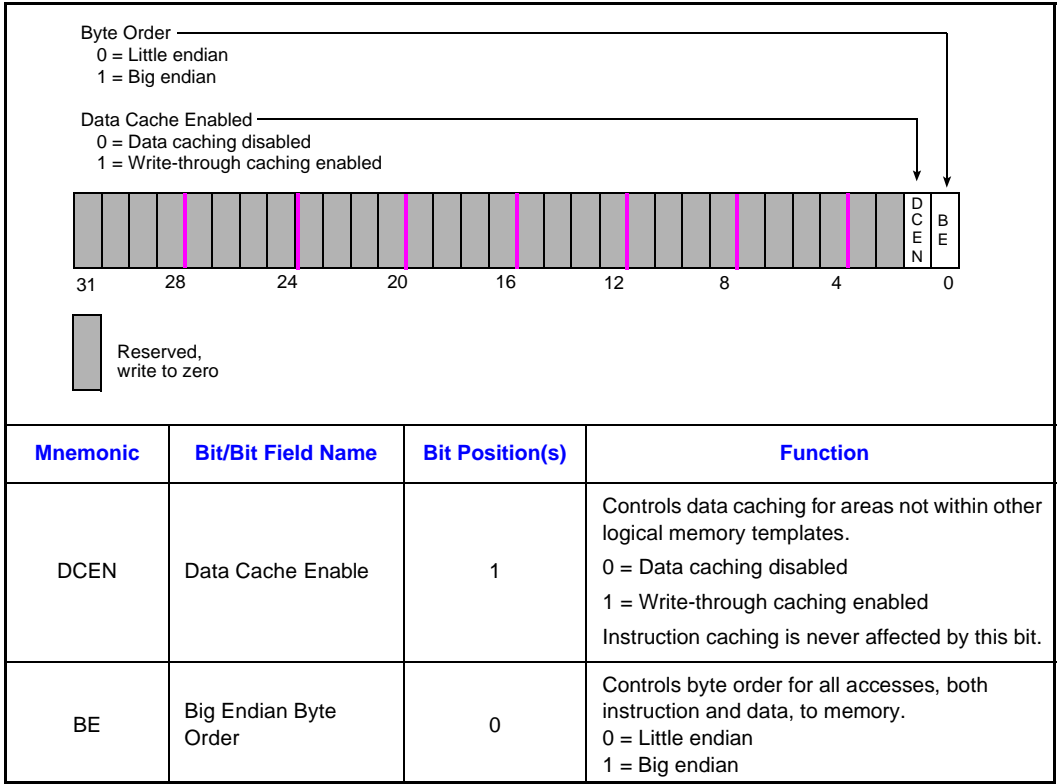 Byte Order
0 = Little endian
1 = Big endian
Data Cache Enabled
0 = Data caching disabled
1 = Write-through caching enabled
D
C
E
N
B
E
31 28 24 20 16 12 8 4 0
Reserved,
write to zero
Mnemonic Bit/Bit Field Name Bit Position(s) Function
DCEN Data Cache Enable 1
Controls data caching for areas not within other
logical memory templates.
0 = Data caching disabled
1 = Write-through caching enabled
Instruction caching is never affected by this bit.
BE
Big Endian Byte
Order
0
Controls byte order for all accesses, both
instruction and data, to memory.
0 = Little endian
1 = Big endian